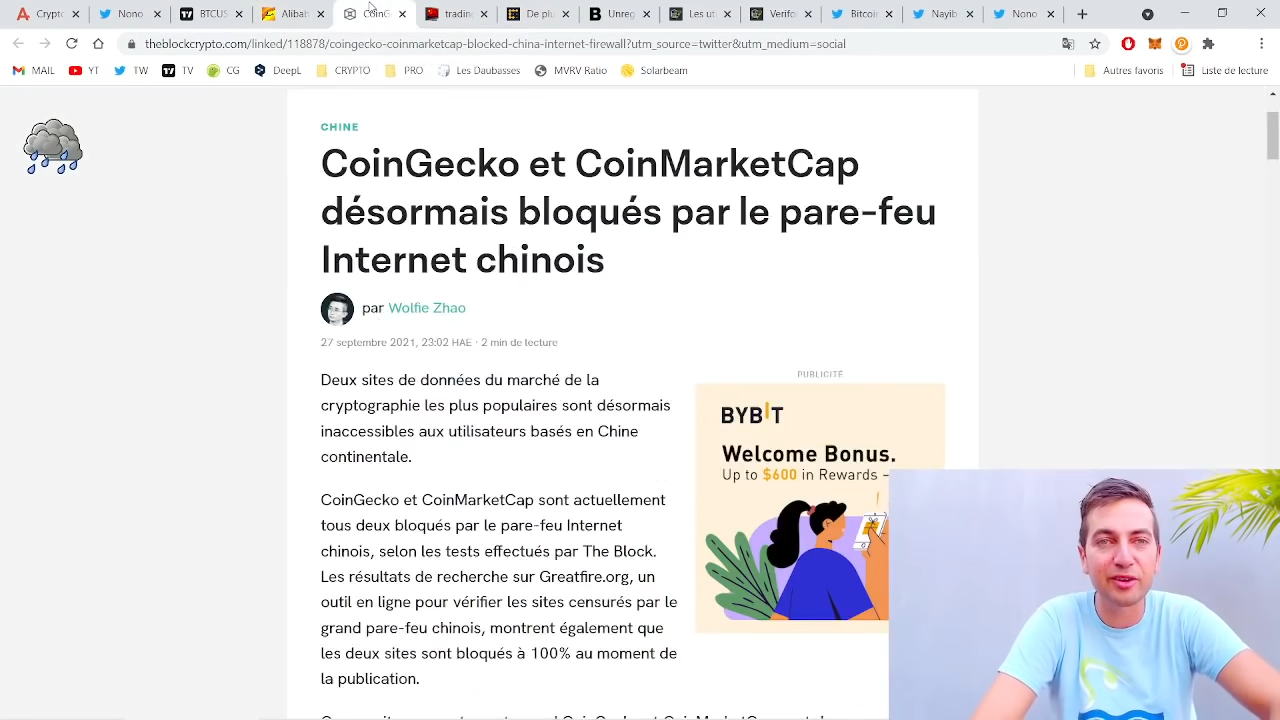 Crypto
Nono
BTCUS
Alibab
CoinG
trading
De plu
Unreg
Les ut
Verifo
Bitcoin
Nayib
Nono
theblockcrypto.com/linked/118878/coingecko-coinmarketcap-blocked-china-internet-firewall?utm_source=twitter&utm_medium=social
MAIL YT TW TV CG DeepL CRYPTO PRO Les Daubasses MVRV Ratio Solarbeam Autres favoris Liste de lecture
CHINE
CoinGecko et CoinMarketCap
désormais bloqués par le pare-feu
Internet chinois
par Wolfie Zhao
27 septembre 2021, 23:02 HAE · 2 min de lecture
Deux sites de données du marché de la
cryptographie les plus populaires sont désormais
inaccessibles aux utilisateurs basés en Chine
continentale.
CoinGecko et CoinMarketCap sont actuellement
tous deux bloqués par le pare-feu Internet
chinois, selon les tests effectués par The Block.
Les résultats de recherche sur Greatfire.org, un
outil en ligne pour vérifier les sites censurés par le
grand pare-feu chinois, montrent également que
les deux sites sont bloqués à 100% au moment de
la publication.
PUBLICITÉ
BYBIT
Welcome Bonus.
Up to $600 in Rewards –